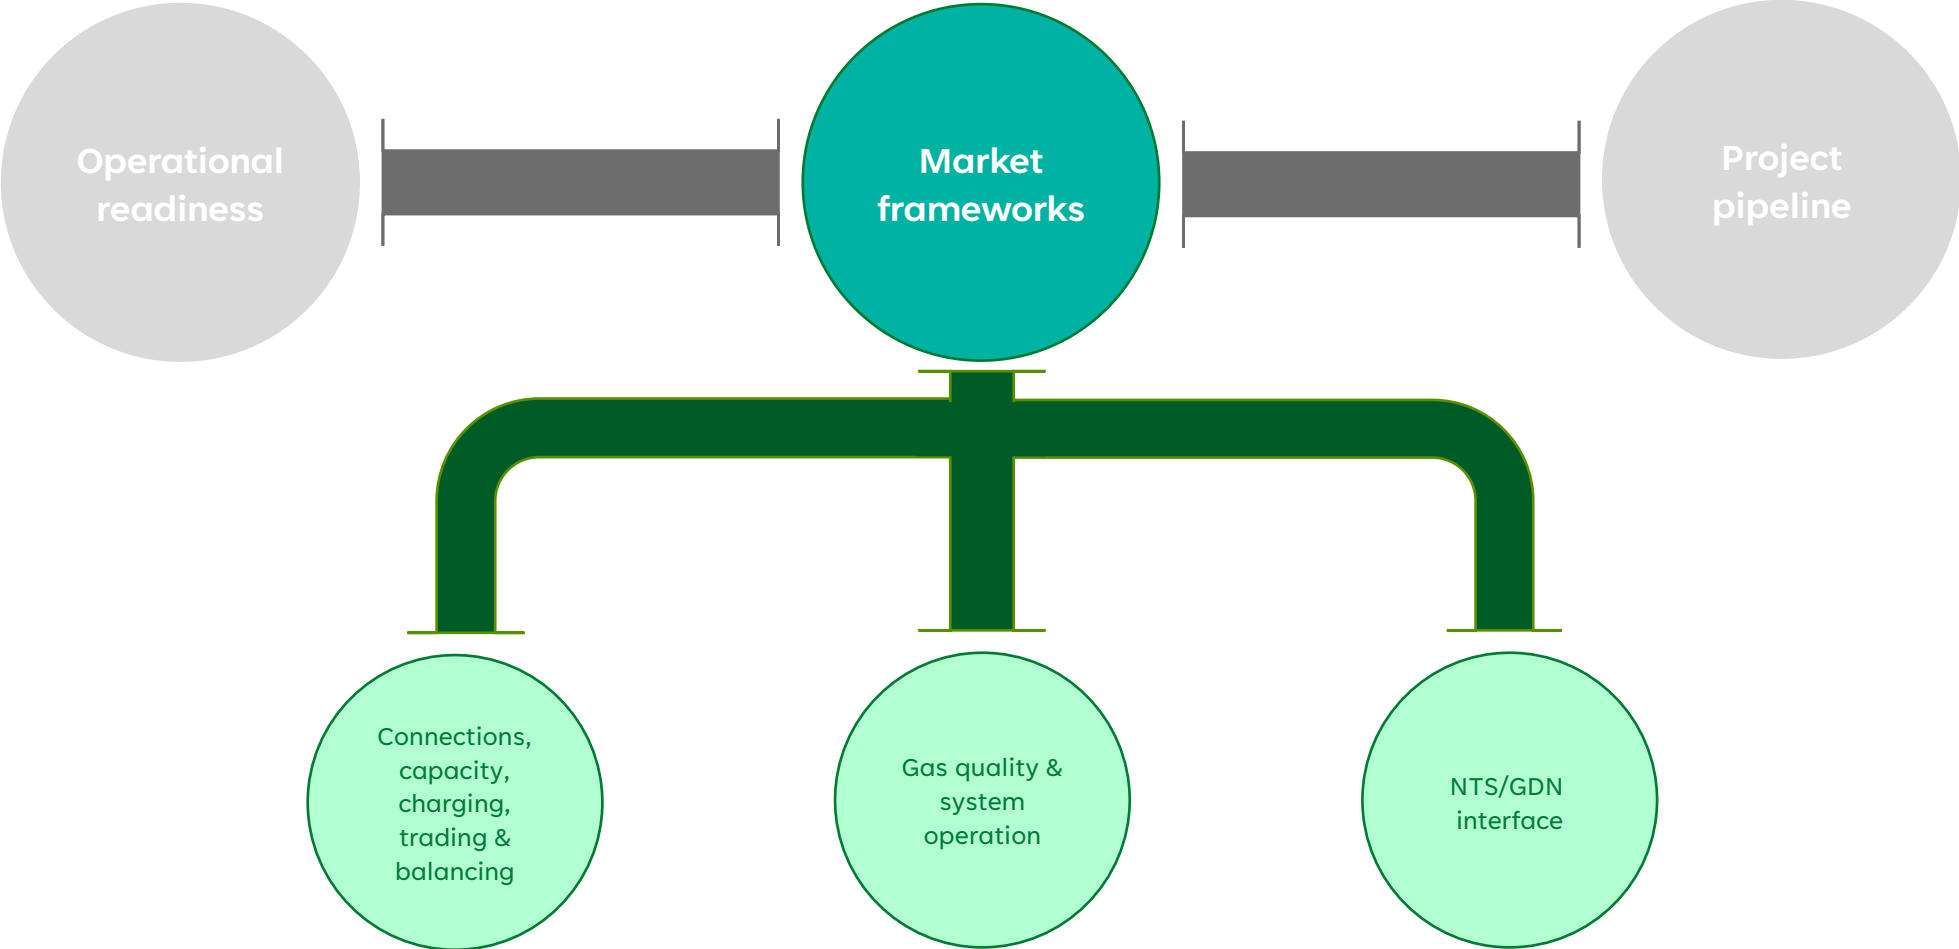 Operational
readiness
Market
frameworks
Project
pipeline
Connections,
capacity,
charging,
trading &
balancing
Gas quality &
system
operation
NTS/GDN
interface